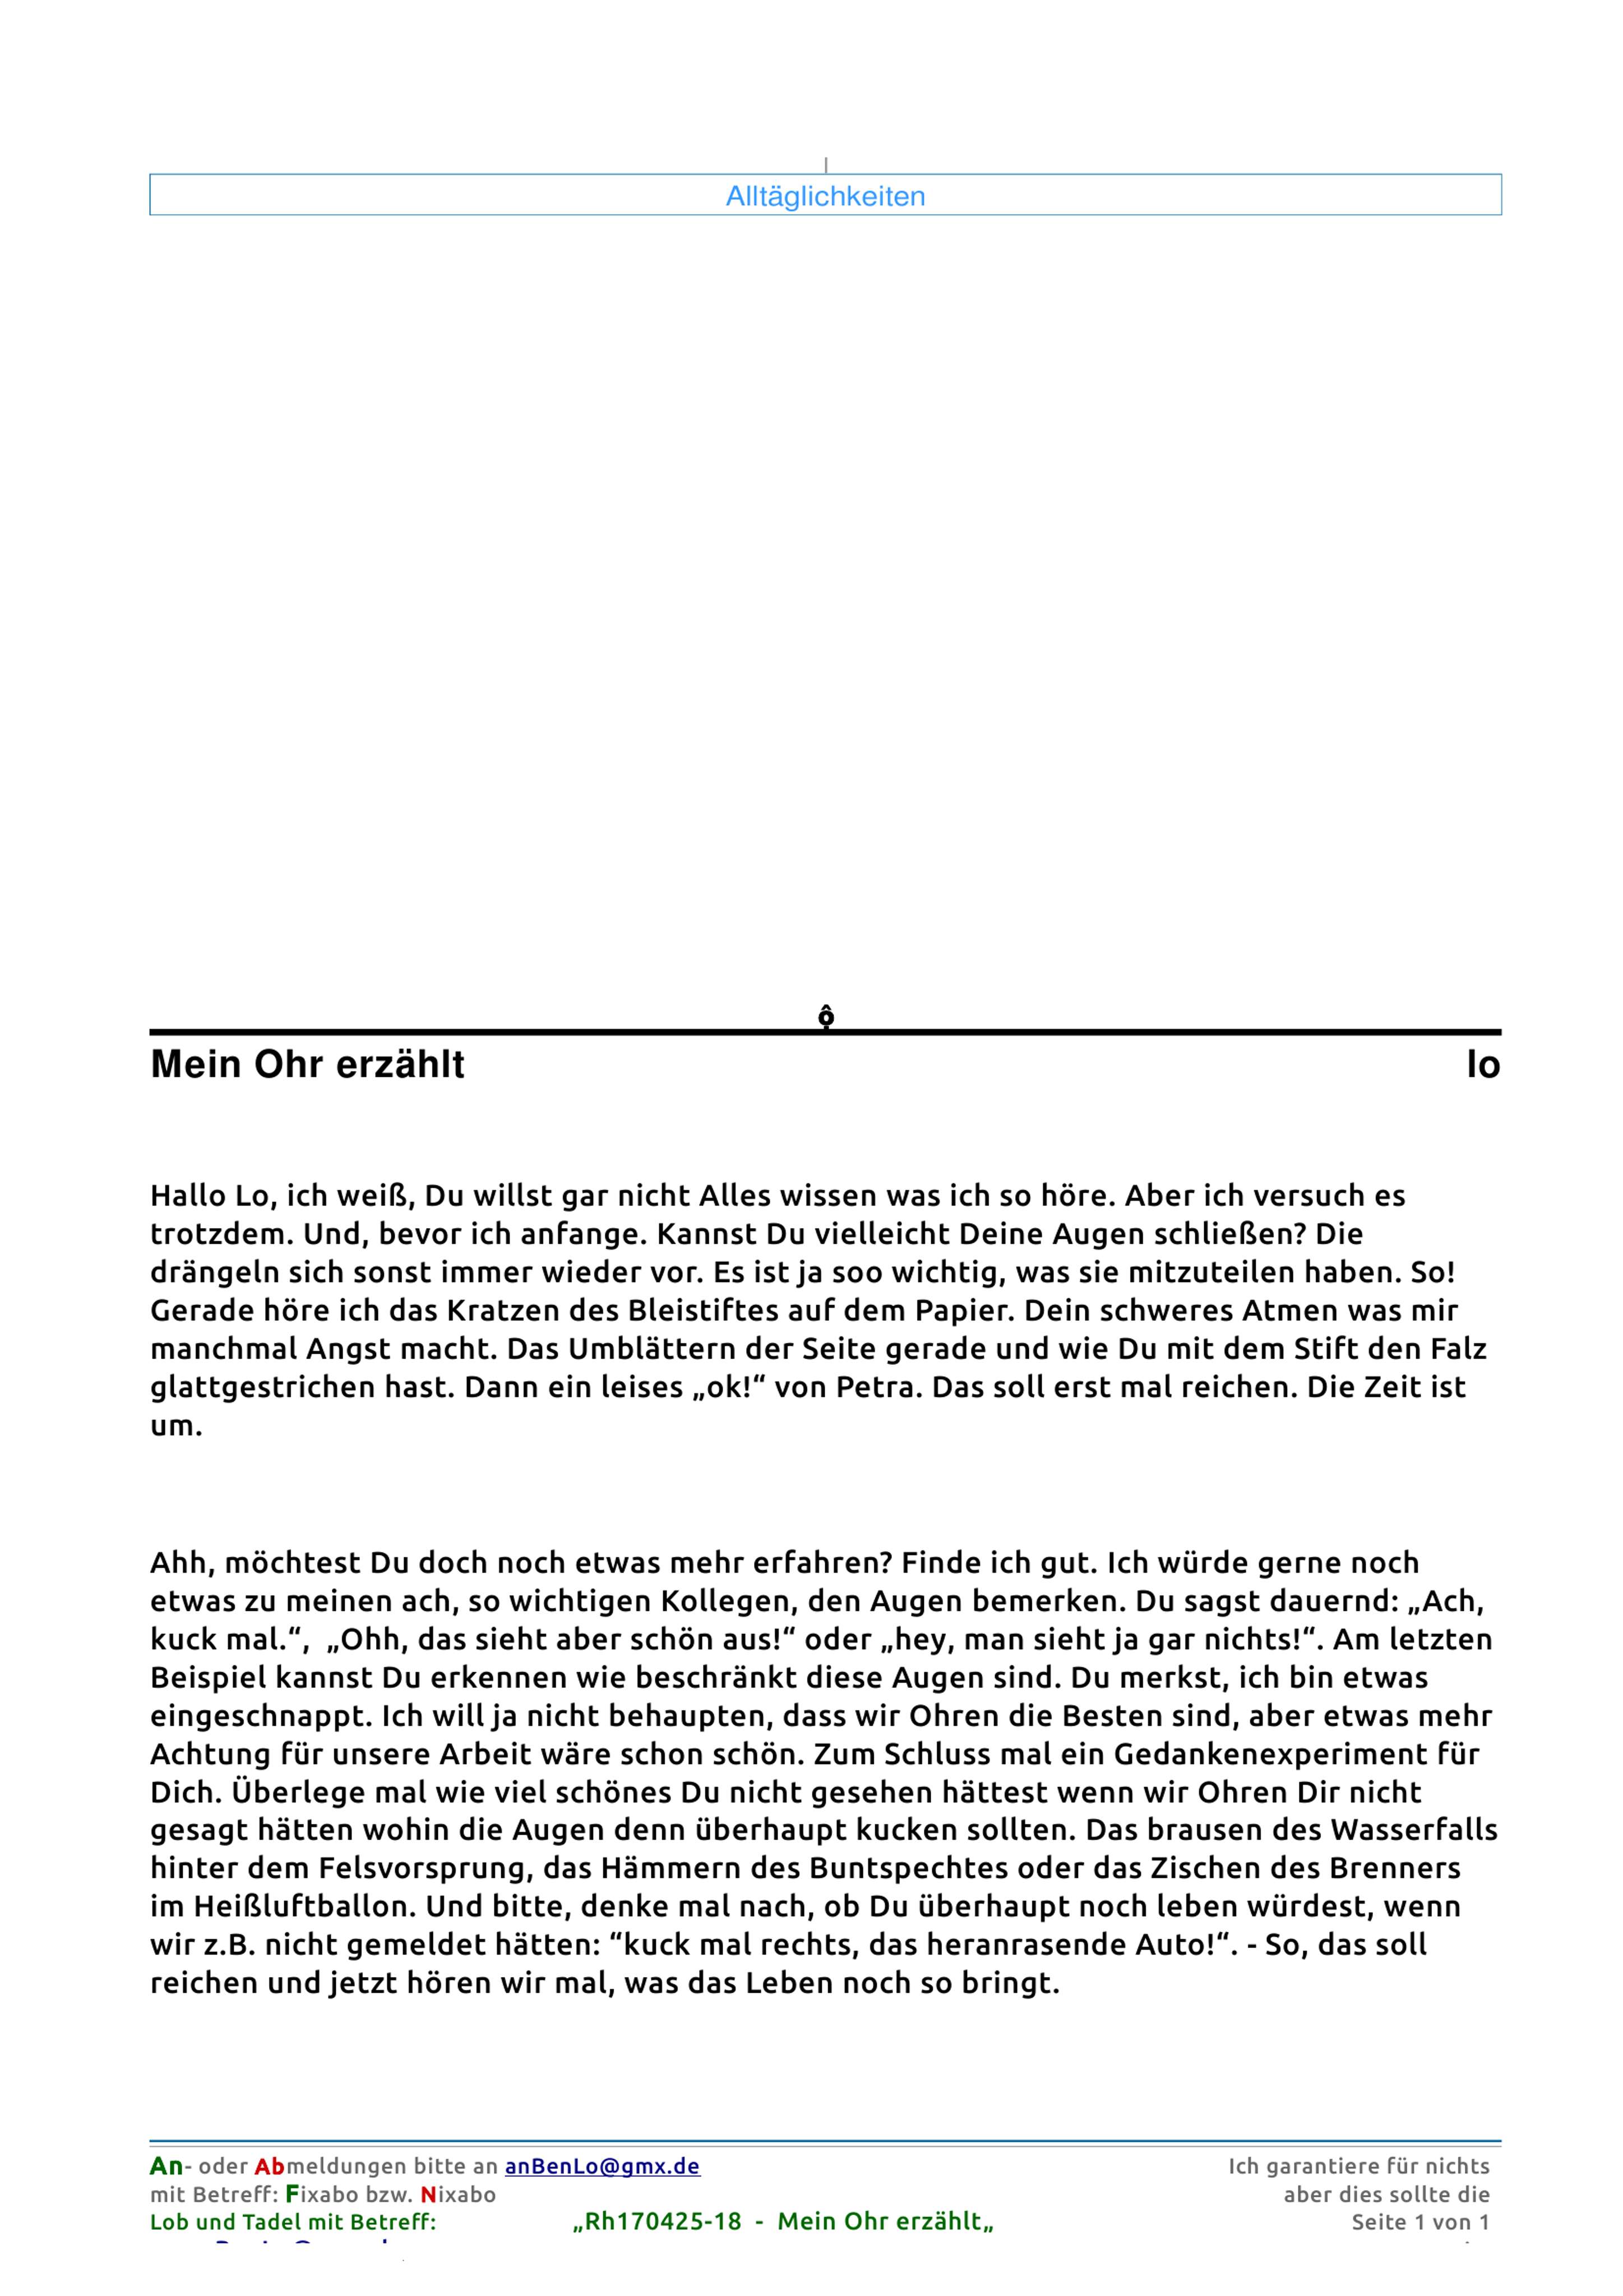 Alltäglichkeiten
Mein Ohr erzählt lo
Hallo Lo, ich weiß, Du willst gar nicht Alles wissen was ich so höre. Aber ich versuch es
trotzdem. Und, bevor ich anfange. Kannst Du vielleicht Deine Augen schließen? Die
drängeln sich sonst immer wieder vor. Es ist ja soo wichtig, was sie mitzuteilen haben. So!
Gerade höre ich das Kratzen des Bleistiftes auf dem Papier. Dein schweres Atmen was mir
manchmal Angst macht. Das Umblättern der Seite gerade und wie Du mit dem Stift den Falz
glattgestrichen hast. Dann ein leises „ok!“ von Petra. Das soll erst mal reichen. Die Zeit ist
um.
Ahh, möchtest Du doch noch etwas mehr erfahren? Finde ich gut. Ich würde gerne noch
etwas zu meinen ach, so wichtigen Kollegen, den Augen bemerken. Du sagst dauernd: „Ach,
kuck mal.“, „Ohh, das sieht aber schön aus!“ oder „hey, man sieht ja gar nichts!“. Am letzten
Beispiel kannst Du erkennen wie beschränkt diese Augen sind. Du merkst, ich bin etwas
eingeschnappt. Ich will ja nicht behaupten, dass wir Ohren die Besten sind, aber etwas mehr
Achtung für unsere Arbeit wäre schon schön. Zum Schluss mal ein Gedankenexperiment für
Dich. Überlege mal wie viel schönes Du nicht gesehen hättest wenn wir Ohren Dir nicht
gesagt hätten wohin die Augen denn überhaupt kucken sollten. Das brausen des Wasserfalls
hinter dem Felsvorsprung, das Hämmern des Buntspechtes oder das Zischen des Brenners
im Heißluftballon. Und bitte, denke mal nach, ob Du überhaupt noch leben würdest, wenn
wir z.B. nicht gemeldet hätten: “kuck mal rechts, das heranrasende Auto!“. - So, das soll
reichen und jetzt hören wir mal, was das Leben noch so bringt.
An- oder Abmeldungen bitte an anBenLo@gmx.de Ich garantiere für nichts
mit Betreff: Fixabo bzw. Nixabo aber dies sollte die
Lob und Tadel mit Betreff: „Rh170425-18 - Mein Ohr erzählt„ Seite 1 von 1